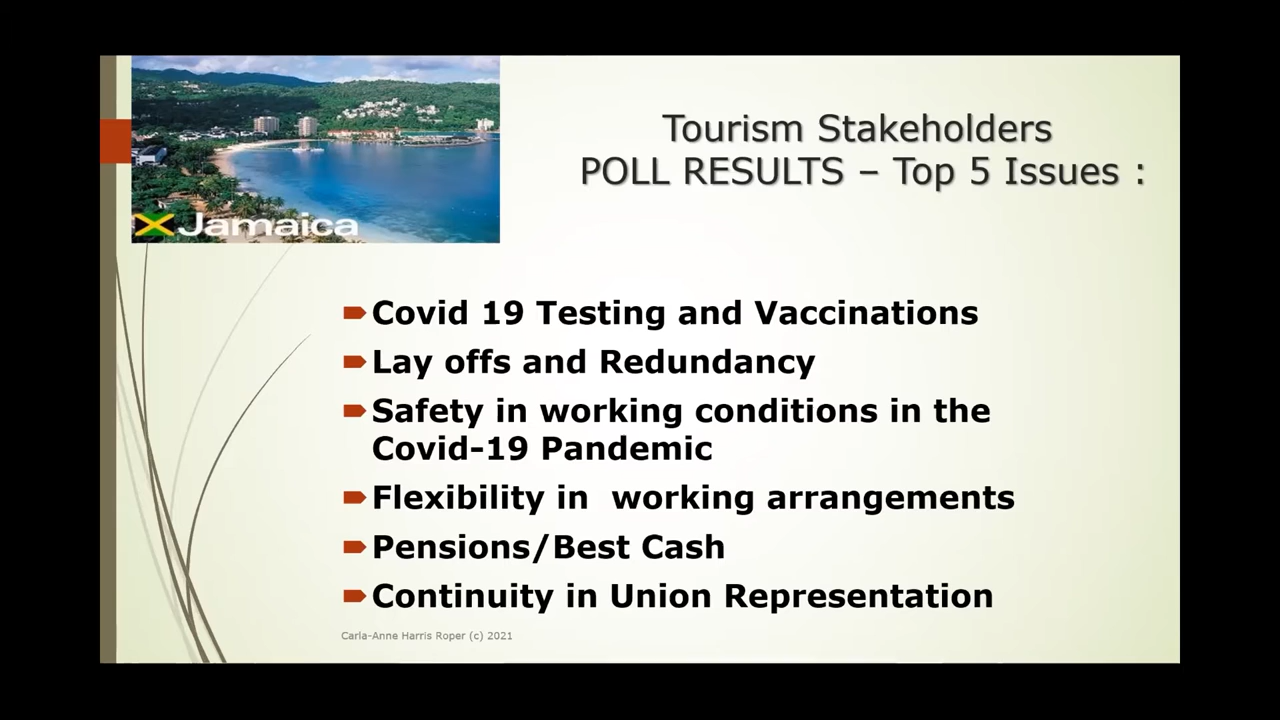 Jamaica
Tourism Stakeholders
POLL RESULTS – Top 5 Issues :
Covid 19 Testing and Vaccinations
Lay offs and Redundancy
Safety in working conditions in the
Covid-19 Pandemic
Flexibility in  working arrangements
Pensions/Best Cash
Continuity in Union Representation
Carla-Anne Harris Roper (c) 2021